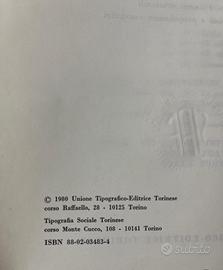 © 1980 Unione Tipografico-Editrice Torinese
corso Raffaello, 28 - 10125 Torino
Tipografia Sociale Torinese
corso Monte Cucco, 108 - 10141 Torino
ISBN 88-02-03483-4
subito